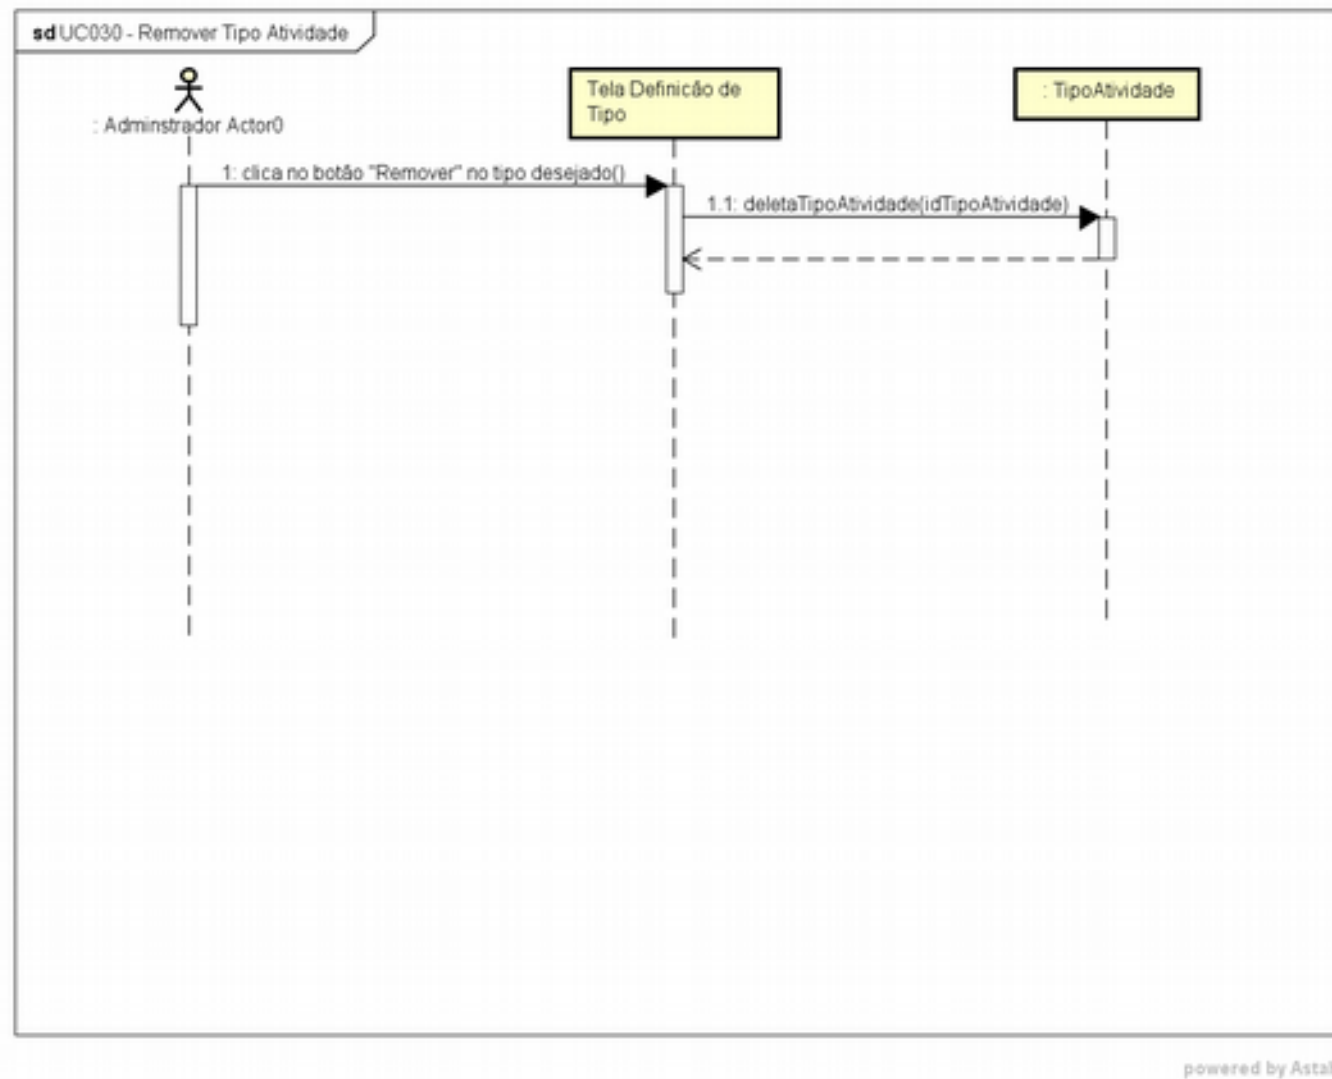 sd UC030 - Remover Tipo Atividade
: Adminstrador Actor0
Tela Definicão de
Tipo
: TipoAtividade
1: clica no botão "Remover" no tipo desejado()
1.1: deletaTipoAtividade(idTipoAtividade)
powered by Asta